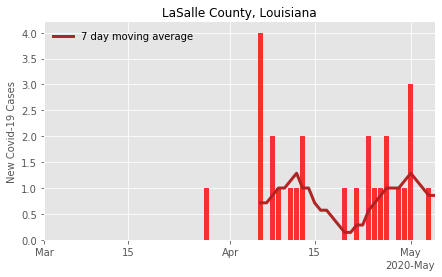 LaSalle County, Louisiana
7 day moving average
New Covid-19 Cases
4.0
3.5
3.0
2.5
2.0
1.5
1.0
0.5
0.0
Mar 15 Apr 15 May
2020-May